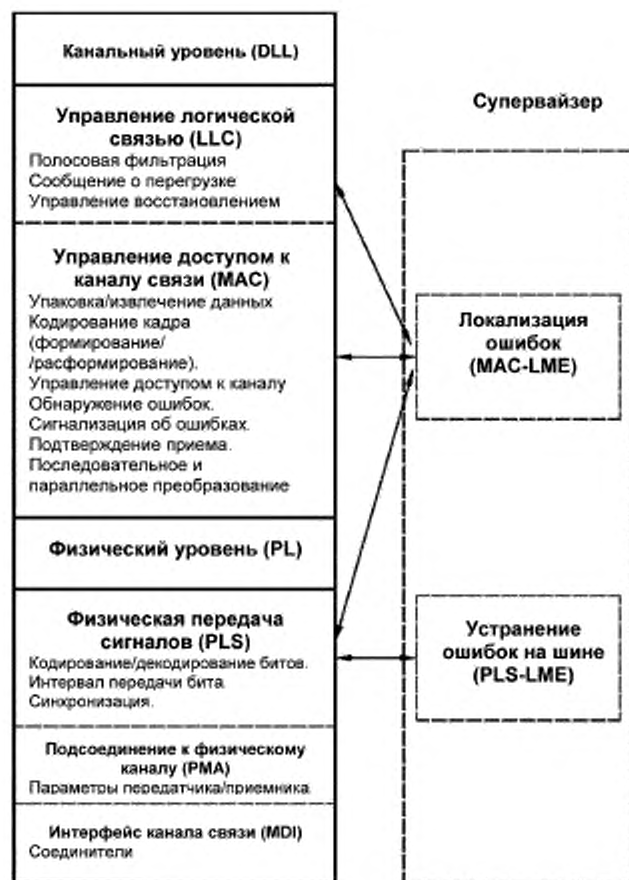 Канальный уровень (DLL)
Управление логической
связью (LLC)
Полосовая фильтрация
Сообщение о перегрузке
Управление восстановлением
Управление доступом к
каналу связи (MAC)
Упаковка/извлечение данных
Кодирование кадра
(формирование/
/расформирование).
Управление доступом к каналу
Обнаружение ошибок.
Сигнализация об ошибках.
Подтверждение приема.
Последовательное и
параллельное преобразование
Физический уровень (PL)
Физическая передача
сигналов (PLS)
Кодирование/декодирование битов.
Интервал передачи бита
Синхронизация.
Подсоединение к физическому
каналу (PMA)
Параметры передатчика/приемника
Интерфейс канала связи (MDI)
Соединители
Супервайзер
Локализация
ошибок
(MAC-LME)
Устранение
ошибок на шине
(PLS-LME)